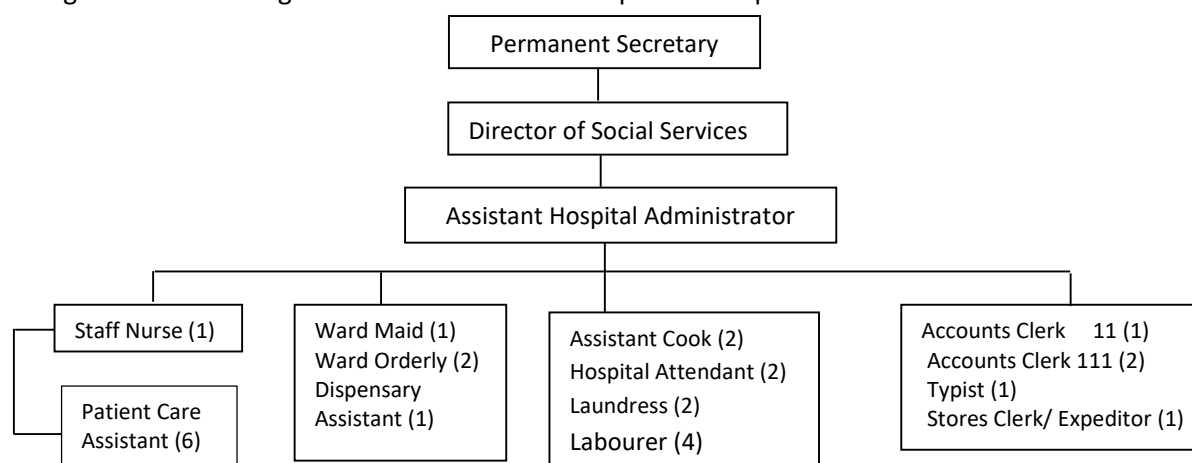 Permanent Secretary
Director of Social Services
Assistant Hospital Administrator
Staff Nurse (1)
Patient Care
Assistant (6)
Ward Maid (1)
Ward Orderly (2)
Dispensary
Assistant (1)
Assistant Cook (2)
Hospital Attendant (2)
Laundress (2)
Labourer (4)
Accounts Clerk 11 (1)
Accounts Clerk 111 (2)
Typist (1)
Stores Clerk/ Expeditor (1)